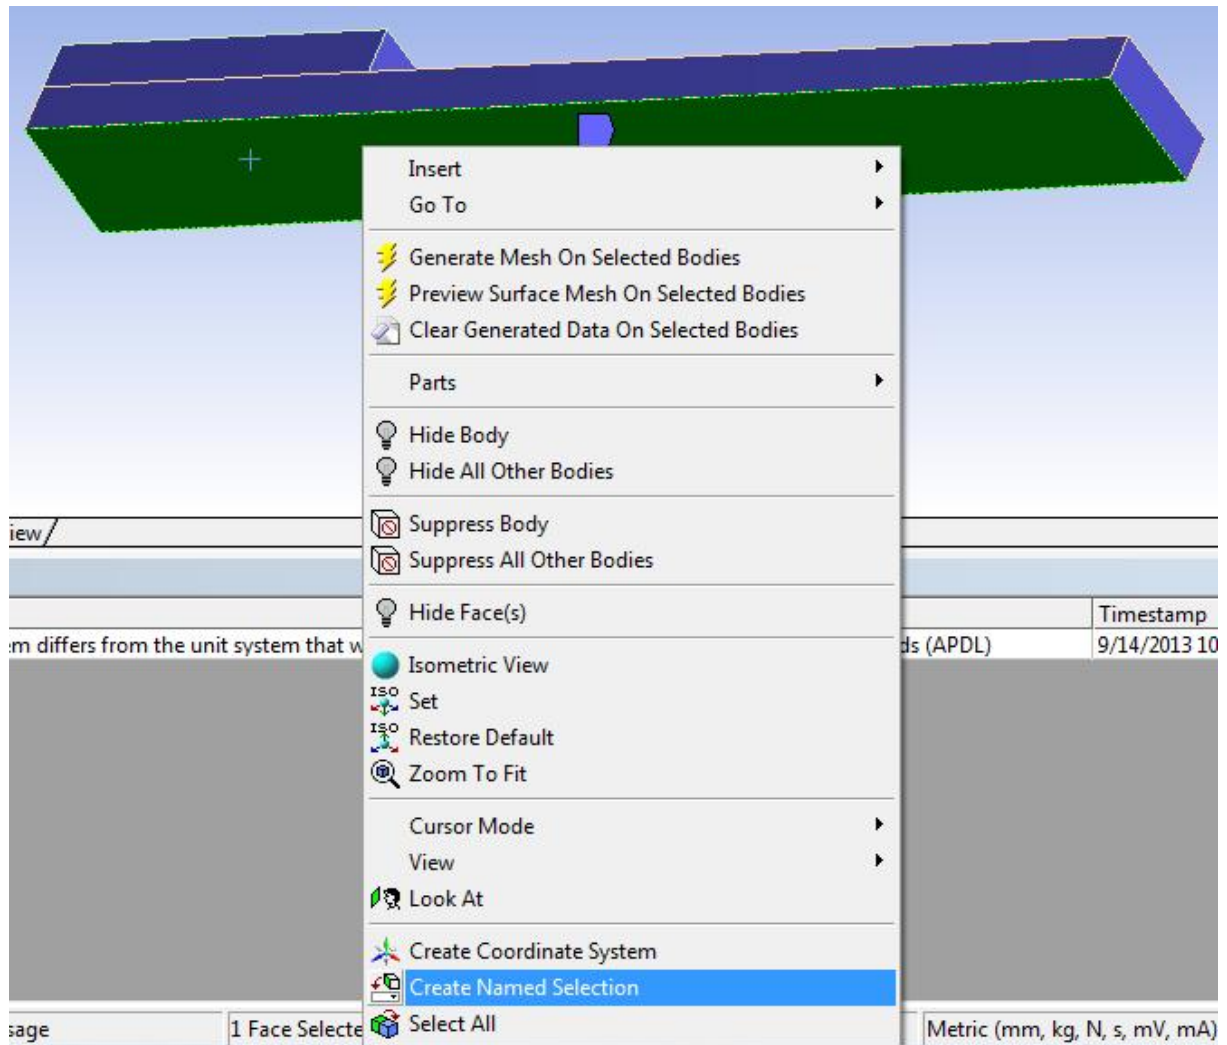 Insert
Go To
Generate Mesh On Selected Bodies
Preview Surface Mesh On Selected Bodies
Clear Generated Data On Selected Bodies
Parts
Hide Body
Hide All Other Bodies
Suppress Body
Suppress All Other Bodies
Hide Face(s)
Isometric View
ISO Set
ISO Restore Default
Zoom To Fit
Cursor Mode
View
Look At
Create Coordinate System
Create Named Selection
Select All
iew
Timestamp
em differs from the unit system that w
ds (APDL)
9/14/2013 10
sage
1 Face Selecte
Metric (mm, kg, N, s, mV, mA)